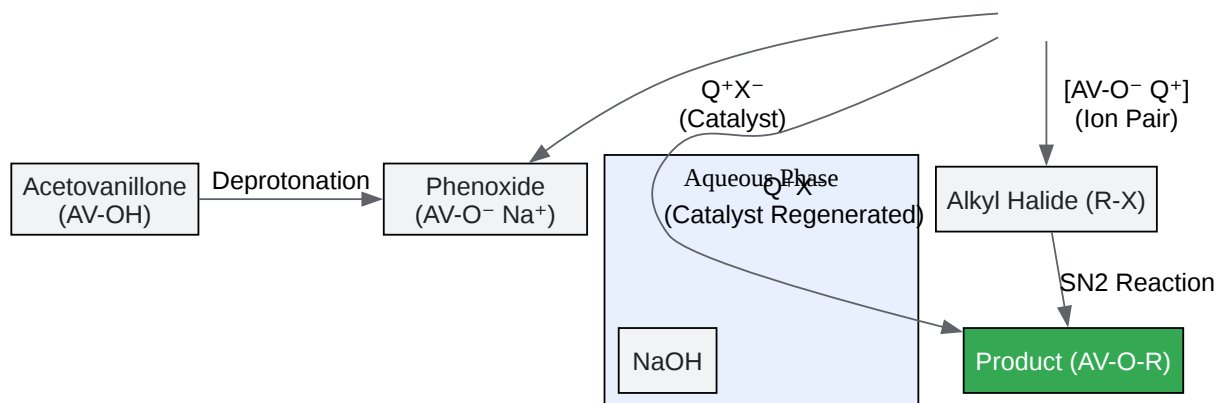 Q⁺X⁻
(Catalyst)
[AV-O⁻ Q⁺]
(Ion Pair)
Acetovanillone
(AV-OH)
Deprotonation
Phenoxide
(AV-O⁻ Na⁺)
Aqueous Phase
Q⁺X⁻
(Catalyst Regenerated)
Alkyl Halide (R-X)
SN2 Reaction
NaOH
Product (AV-O-R)